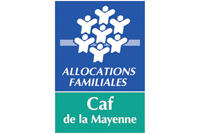 ALLOCATIONS
FAMILIALES
Caf
de la Mayenne